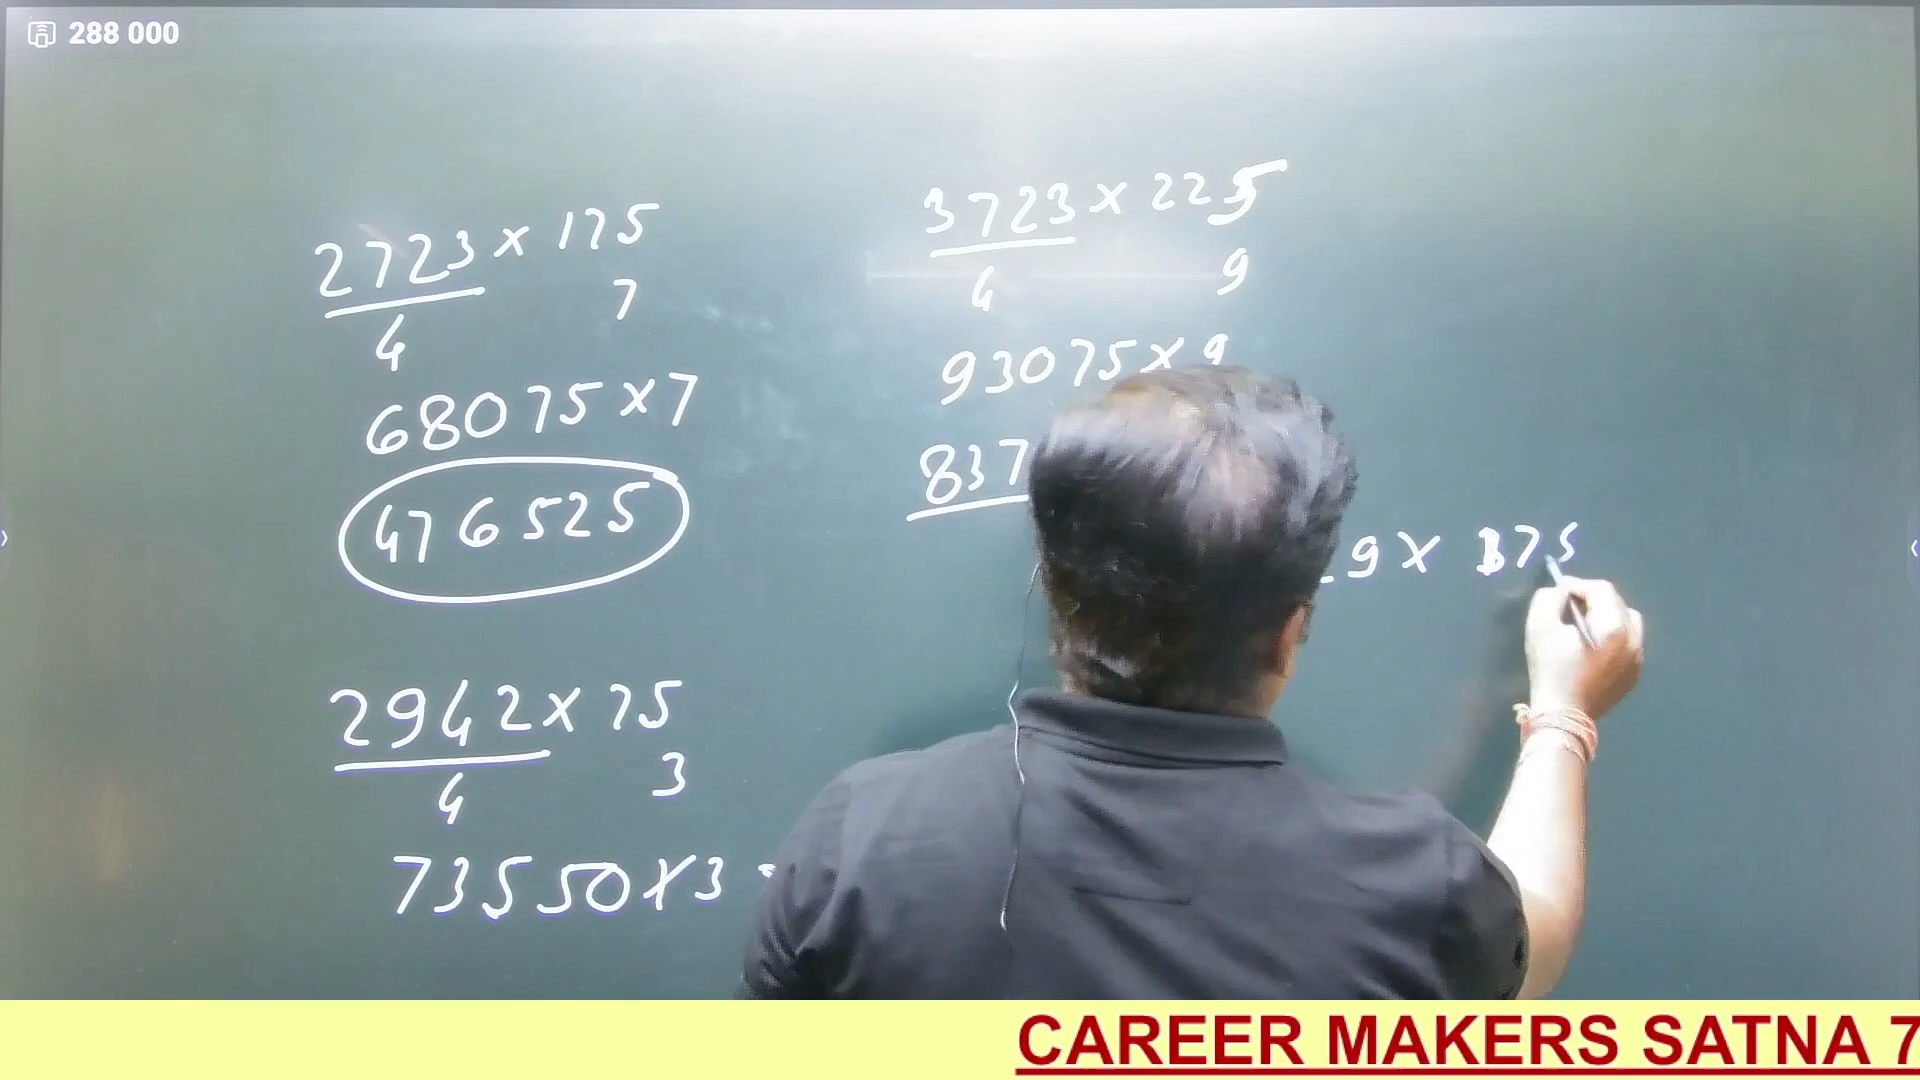 288 000
2723 x 175
4 7
68075 x 7
476525
2942 x 75
4 3
73550 x 3
3723 x 225
4 9
93075 x 9
837
9 x 375
CAREER MAKERS SATNA 7